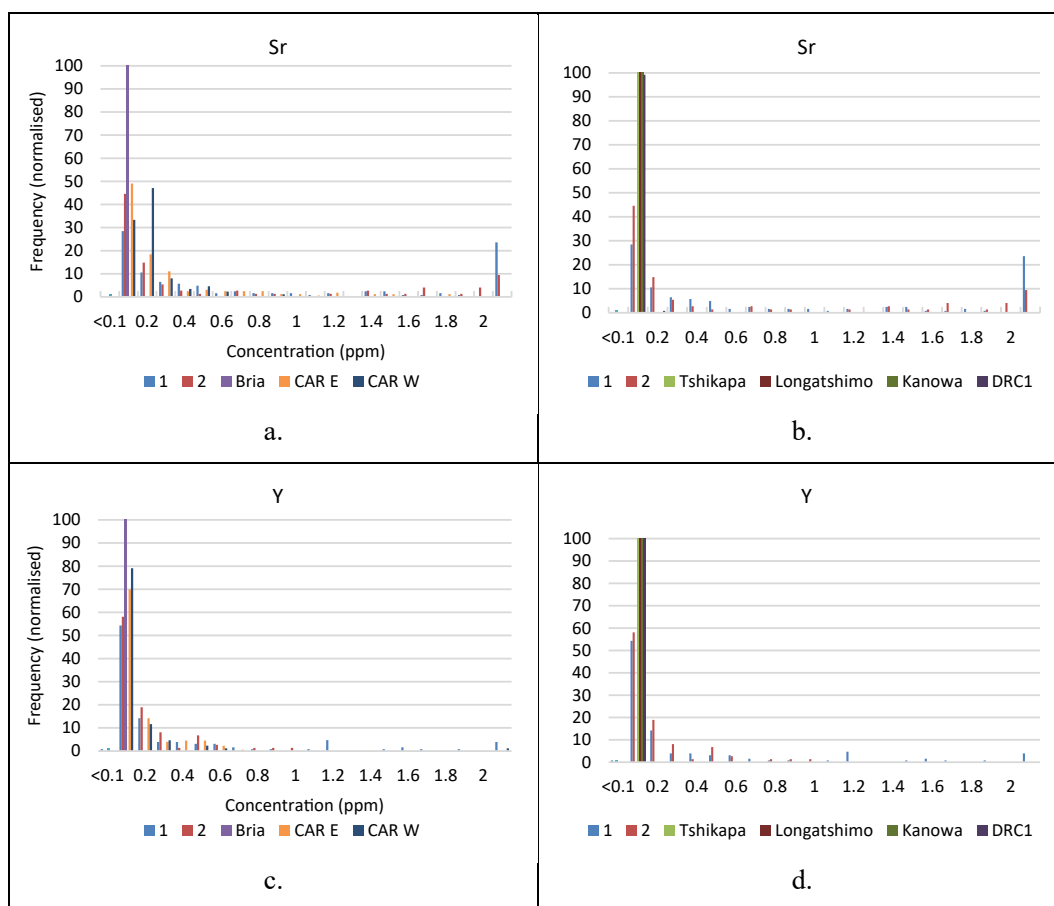 Sr
100
90
80
70
60
50
40
30
20
10
0
Frequency (normalised)
<0.1 0.2 0.4 0.6 0.8 1 1.2 1.4 1.6 1.8 2
Concentration (ppm)
1 2 Bria CAR E CAR W
a.
Sr
100
90
80
70
60
50
40
30
20
10
0
<0.1 0.2 0.4 0.6 0.8 1 1.2 1.4 1.6 1.8 2
1 2 Tshikapa Longatshimo Kanowa DRC1
b.
Y
100
90
80
70
60
50
40
30
20
10
0
Frequency (normalised)
<0.1 0.2 0.4 0.6 0.8 1 1.2 1.4 1.6 1.8 2
Concentration (ppm)
1 2 Bria CAR E CAR W
c.
Y
100
90
80
70
60
50
40
30
20
10
0
<0.1 0.2 0.4 0.6 0.8 1 1.2 1.4 1.6 1.8 2
1 2 Tshikapa Longatshimo Kanowa DRC1
d.